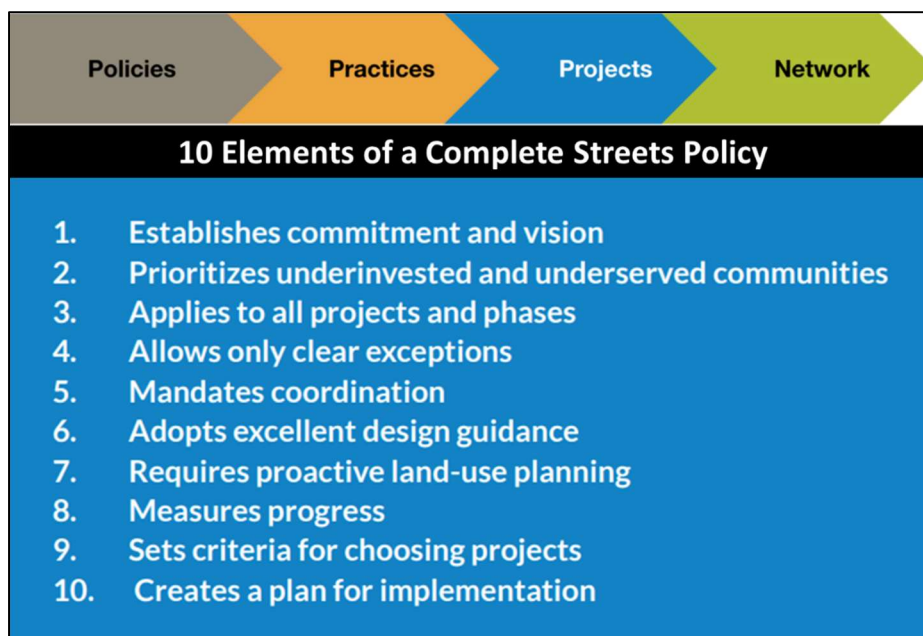 Policies Practices Projects Network
10 Elements of a Complete Streets Policy
1. Establishes commitment and vision
2. Prioritizes underinvested and underserved communities
3. Applies to all projects and phases
4. Allows only clear exceptions
5. Mandates coordination
6. Adopts excellent design guidance
7. Requires proactive land-use planning
8. Measures progress
9. Sets criteria for choosing projects
10. Creates a plan for implementation